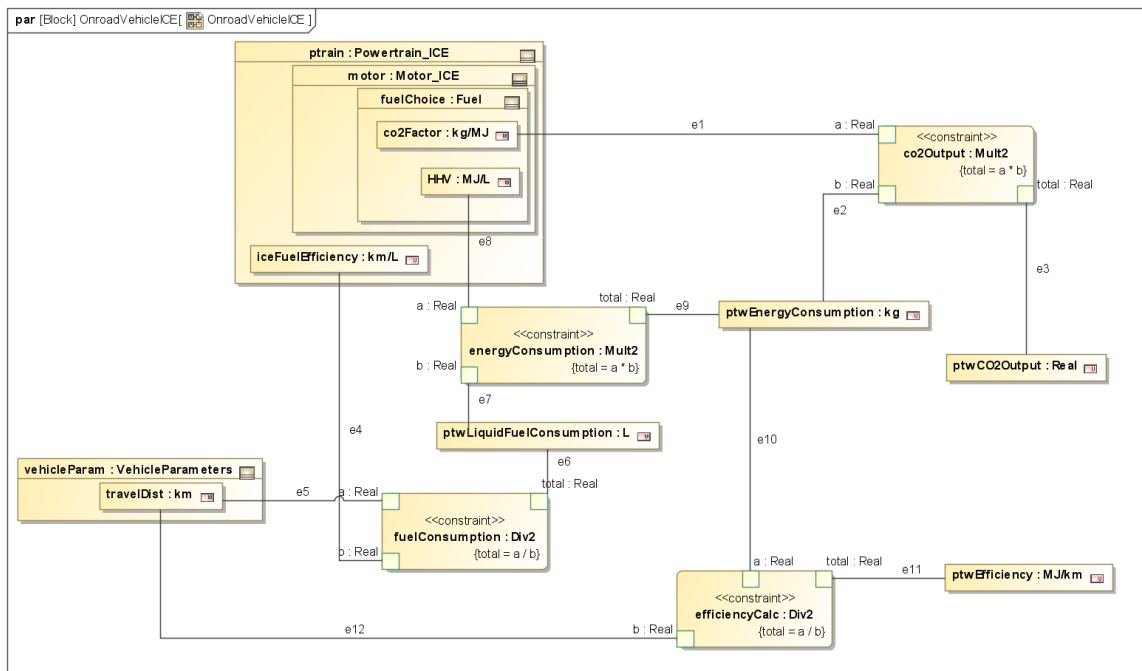 par [Block] OnroadVehicleICE[ OnroadVehicleICE ]
ptrain : Powertrain_ICE
motor : Motor_ICE
fuelChoice : Fuel
co2Factor : kg/MJ
HHV : MJ/L
iceFuelEfficiency : km/L
e1
a : Real
<<constraint>>
co2Output : Mult2
{total = a * b}
b : Real
total : Real
e2
e3
e8
a : Real
total : Real
e9
<<constraint>>
energyConsumption : Mult2
{total = a * b}
b : Real
ptwEnergyConsumption : kg
ptwCO2Output : Real
e7
e4
ptwLiquidFuelConsumption : L
e10
e6
vehicleParam : VehicleParameters
travelDist : km
e5
a : Real
total : Real
<<constraint>>
fuelConsumption : Div2
{total = a / b}
b : Real
a : Real
total : Real
e11
ptwEfficiency : MJ/km
<<constraint>>
efficiencyCalc : Div2
{total = a / b}
e12
b : Real